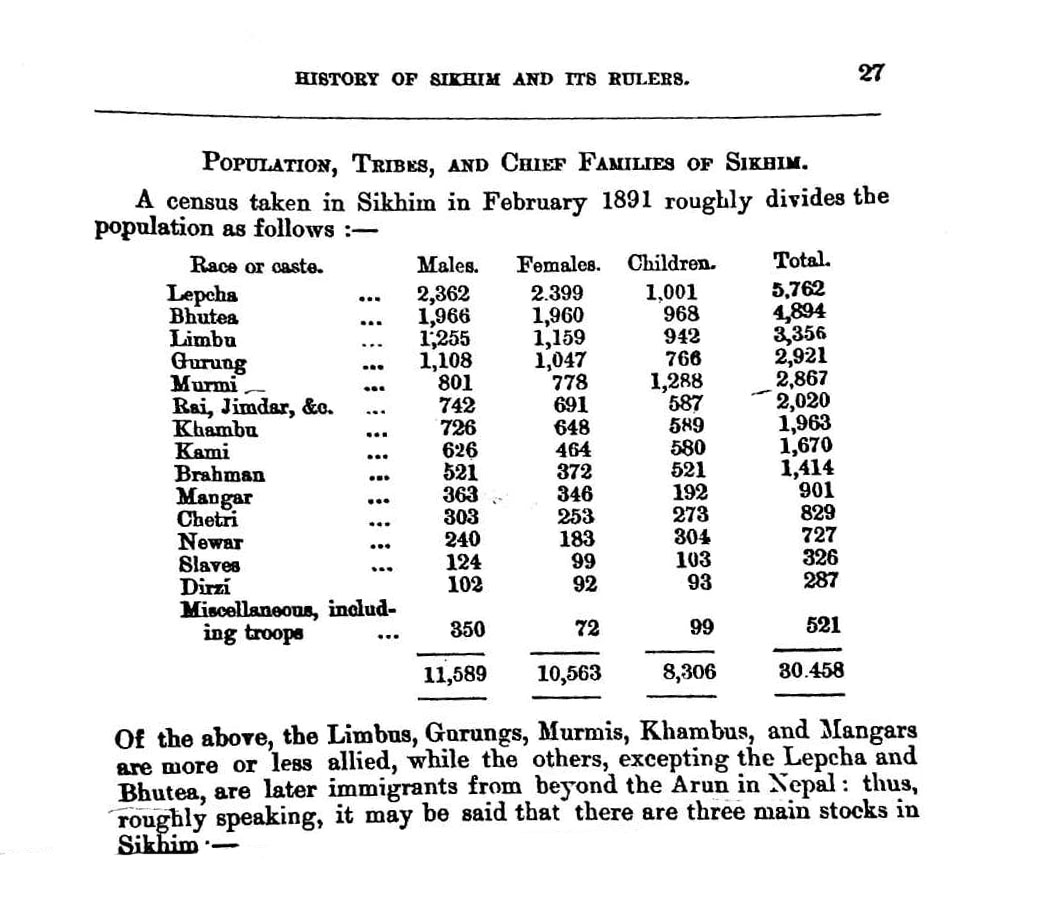 HISTORY OF SIKHIM AND ITS RULERS. 27
POPULATION, TRIBES, AND CHIEF FAMILIES OF SIKHIM.
A census taken in Sikhim in February 1891 roughly divides the
population as follows :—
Race or caste. Males. Females. Children. Total.
Lepcha ... 2,362 2.399 1,001 5,762
Bhutea ... 1,966 1,960 968 4,894
Limbu ... 1,255 1,159 942 3,356
Gurung ... 1,108 1,047 766 2,921
Murmi ... 801 778 1,288 2,867
Rai, Jimdar, &c. ... 742 691 587 2,020
Khambu ... 726 648 589 1,963
Kami ... 626 464 580 1,670
Brahman ... 521 372 521 1,414
Mangar ... 363 346 192 901
Chetri ... 303 253 273 829
Newar ... 240 183 304 727
Slaves ... 124 99 103 326
Dirzí 102 92 93 287
Miscellaneous, includ-
ing troops ... 350 72 99 521
11,589 10,563 8,306 30.458
Of the above, the Limbus, Gurungs, Murmis, Khambus, and Mangars
are more or less allied, while the others, excepting the Lepcha and
Bhutea, are later immigrants from beyond the Arun in Nepal : thus,
roughly speaking, it may be said that there are three main stocks in
Sikhim ·—